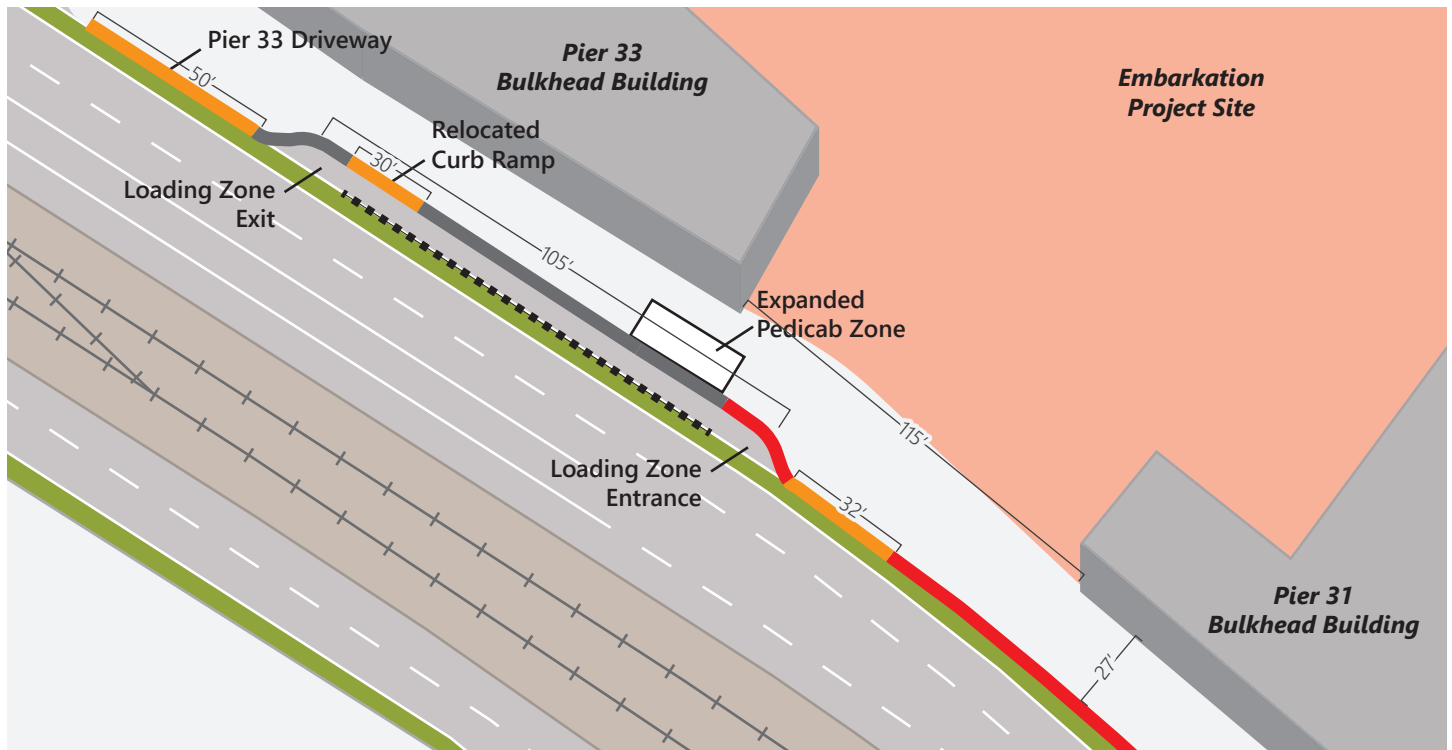 Pier 33 Driveway
50'
Pier 33
Bulkhead Building
Embarkation
Project Site
Relocated
Curb Ramp
30'
Loading Zone
Exit
105'
Expanded
Pedicab Zone
115'
Loading Zone
Entrance
32'
Pier 31
Bulkhead Building
27'